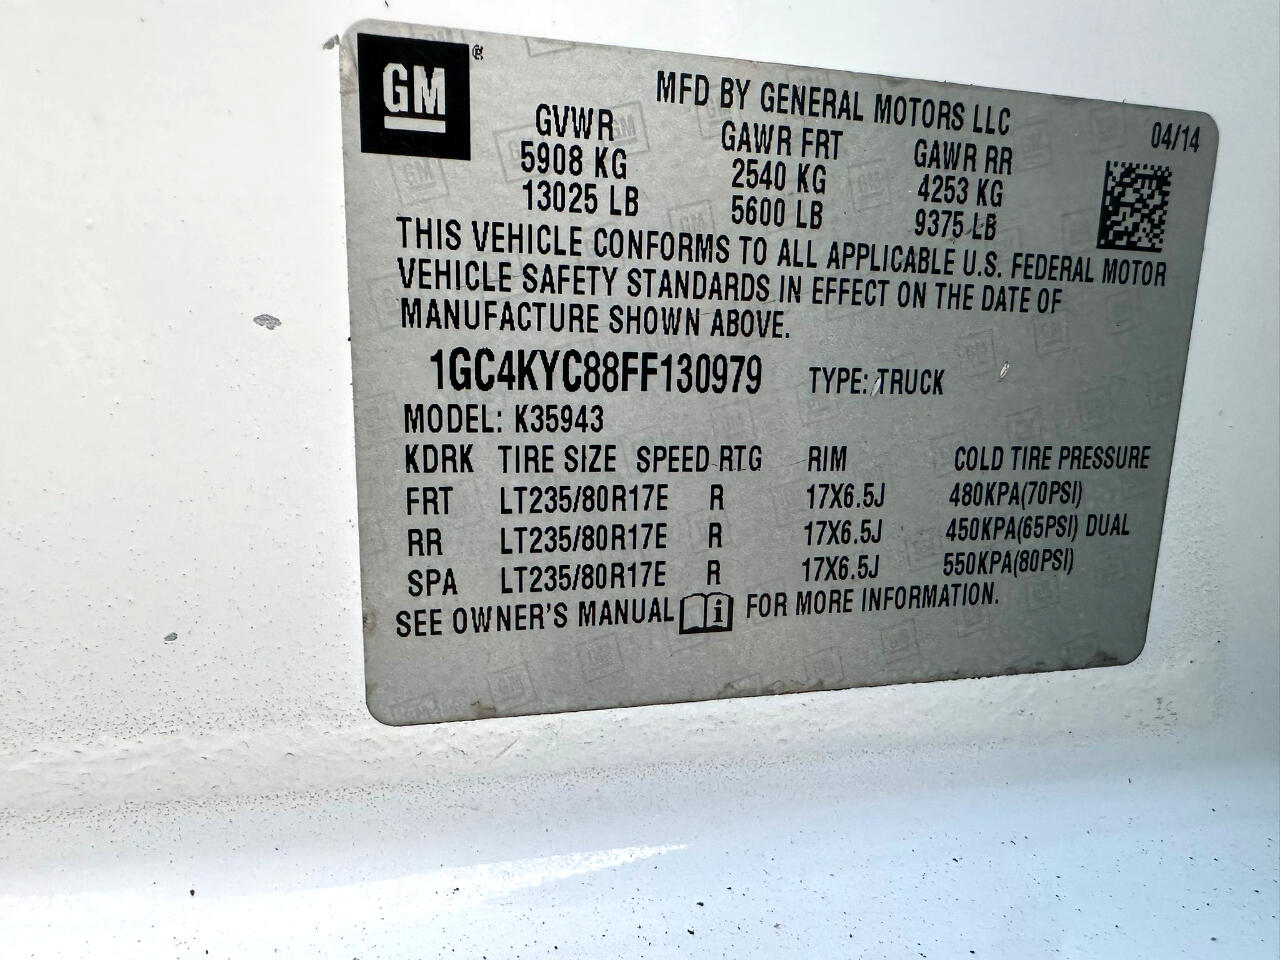 GM
®
MFD BY GENERAL MOTORS LLC
04/14
GVWR GAWR FRT GAWR RR
5908 KG 2540 KG 4253 KG
13025 LB 5600 LB 9375 LB
THIS VEHICLE CONFORMS TO ALL APPLICABLE U.S. FEDERAL MOTOR
VEHICLE SAFETY STANDARDS IN EFFECT ON THE DATE OF
MANUFACTURE SHOWN ABOVE.
1GC4KYC88FF130979 TYPE: TRUCK
MODEL: K35943
KDRK TIRE SIZE SPEED RTG RIM COLD TIRE PRESSURE
FRT LT235/80R17E R 17X6.5J 480KPA(70PSI)
RR LT235/80R17E R 17X6.5J 450KPA(65PSI) DUAL
SPA LT235/80R17E R 17X6.5J 550KPA(80PSI)
SEE OWNER'S MANUAL i FOR MORE INFORMATION.